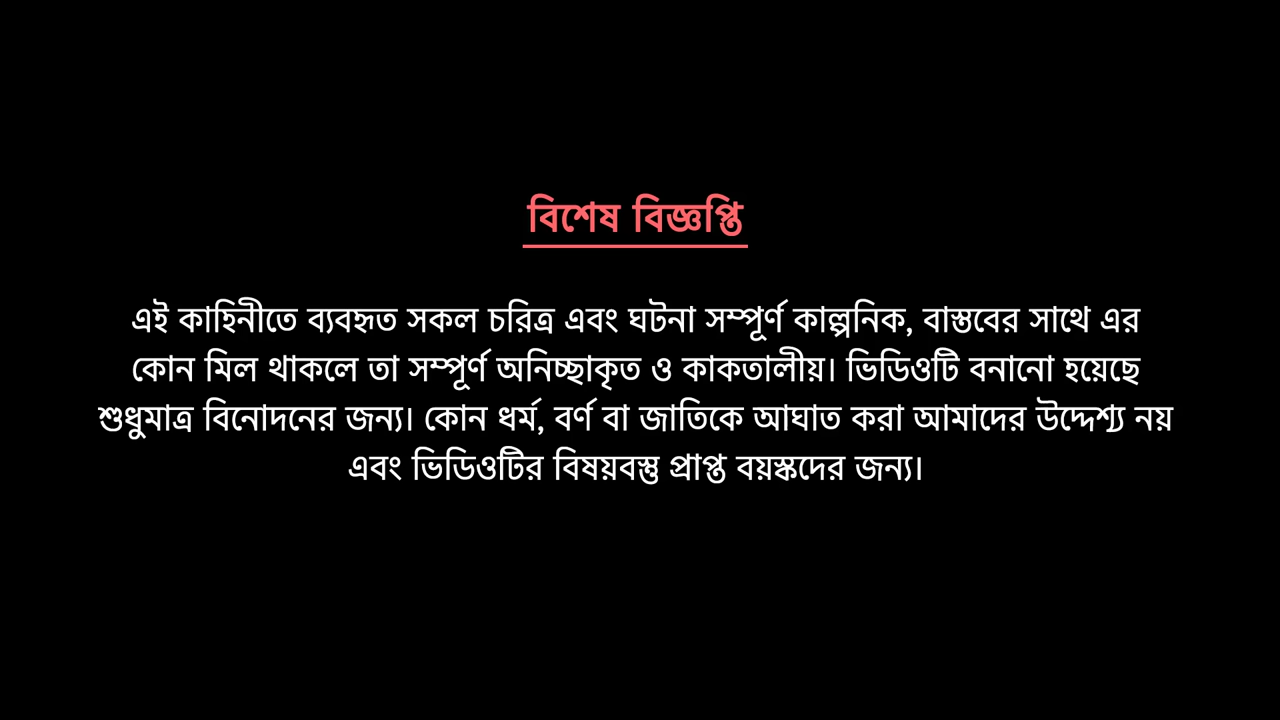 বিশেষ বিজ্ঞপ্তি
এই কাহিনীতে ব্যবহৃত সকল চরিত্র এবং ঘটনা সম্পূর্ণ কাল্পনিক, বাস্তবের সাথে এর
কোন মিল থাকলে তা সম্পূর্ণ অনিচ্ছাকৃত ও কাকতালীয়। ভিডিওটি বনানো হয়েছে
শুধুমাত্র বিনোদনের জন্য। কোন ধর্ম, বর্ণ বা জাতিকে আঘাত করা আমাদের উদ্দেশ্য নয়
এবং ভিডিওটির বিষয়বস্তু প্রাপ্ত বয়স্কদের জন্য।